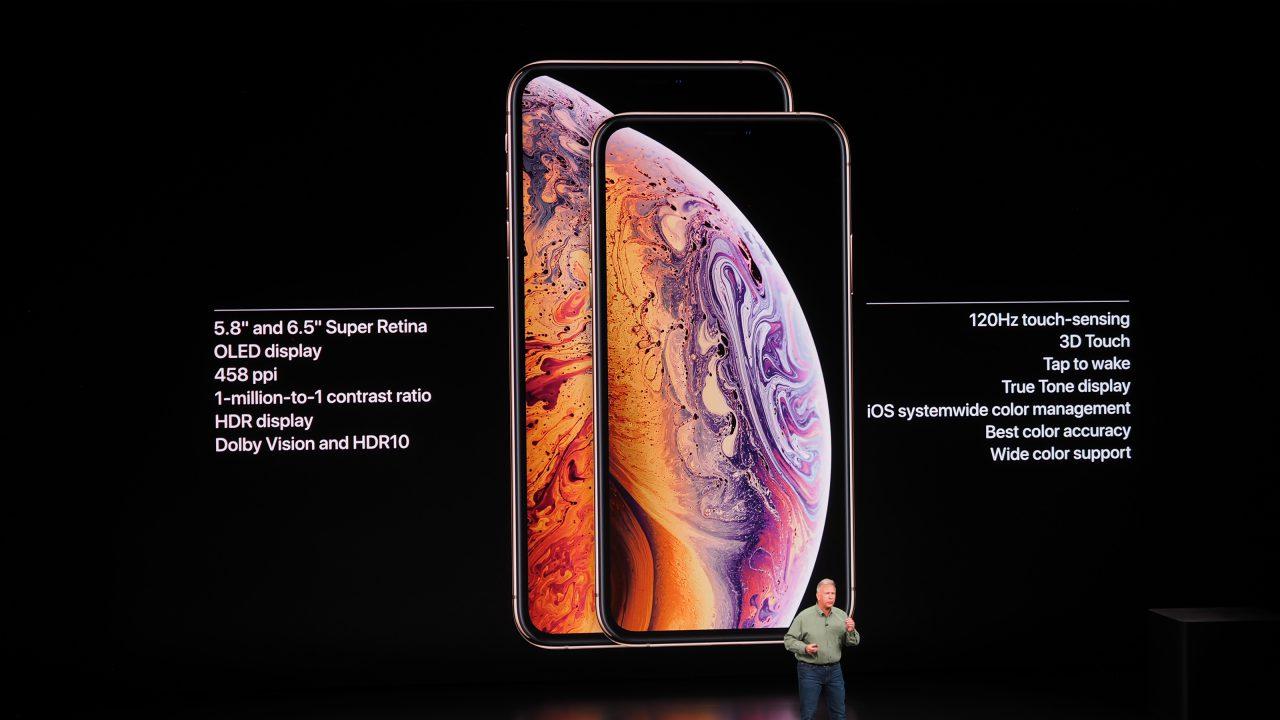 5.8" and 6.5" Super Retina
OLED display
458 ppi
1-million-to-1 contrast ratio
HDR display
Dolby Vision and HDR10
120Hz touch-sensing
3D Touch
Tap to wake
True Tone display
iOS systemwide color management
Best color accuracy
Wide color support